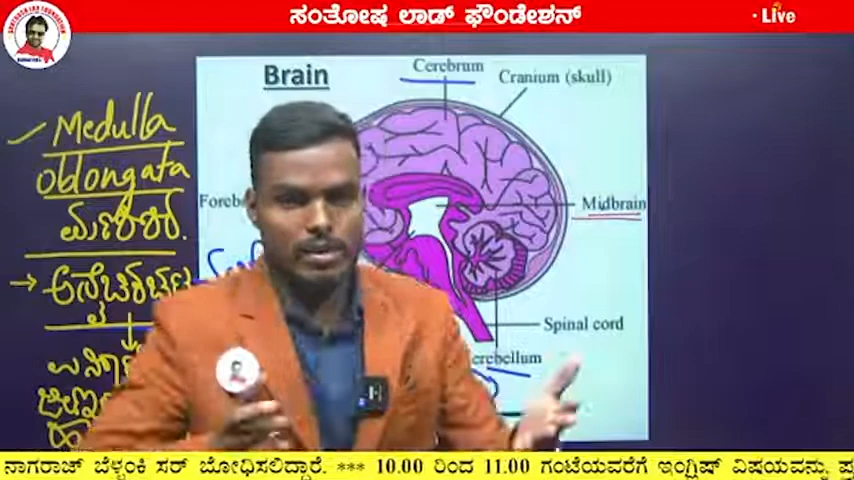 ಸಂತೋಷ ಲಾಡ್ ಫೌಂಡೇಶನ್
Live
Brain
Cerebrum
Cranium (skull)
Medulla
oblongata
Midbrain
Spinal cord
erebellum
ನಾಗರಾಜ್ ಬೆಳ್ಳಂಕಿ ಸರ್ ಬೋಧಿಸಲಿದ್ದಾರೆ. *** 10.00 ರಿಂದ 11.00 ಗಂಟೆಯವರೆಗೆ ಇಂಗ್ಲಿಷ್ ವಿಷಯವನ್ನು ಪ್ರ